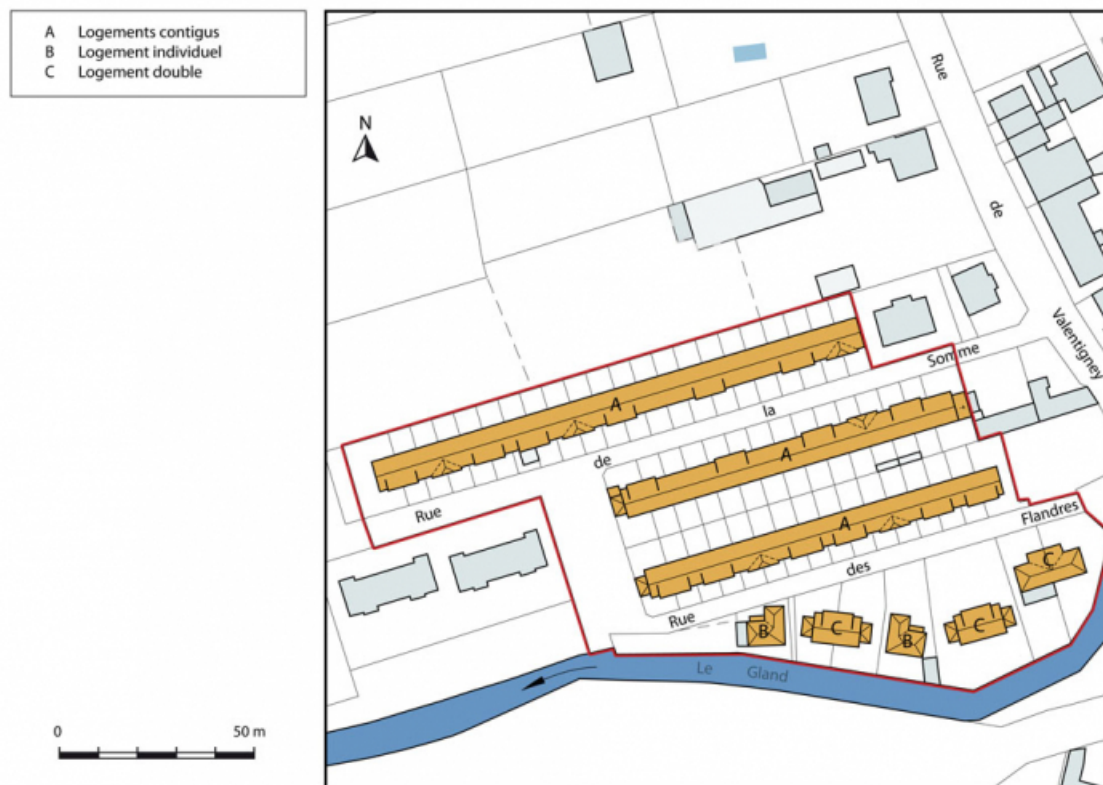 A Logements contigus
B Logement individuel
C Logement double
N
Rue
de
Valentigney
A
Somme
la
de
Rue
A
A
Flandres
des
Rue
C
B
C
B
C
Le Gland
0 50 m